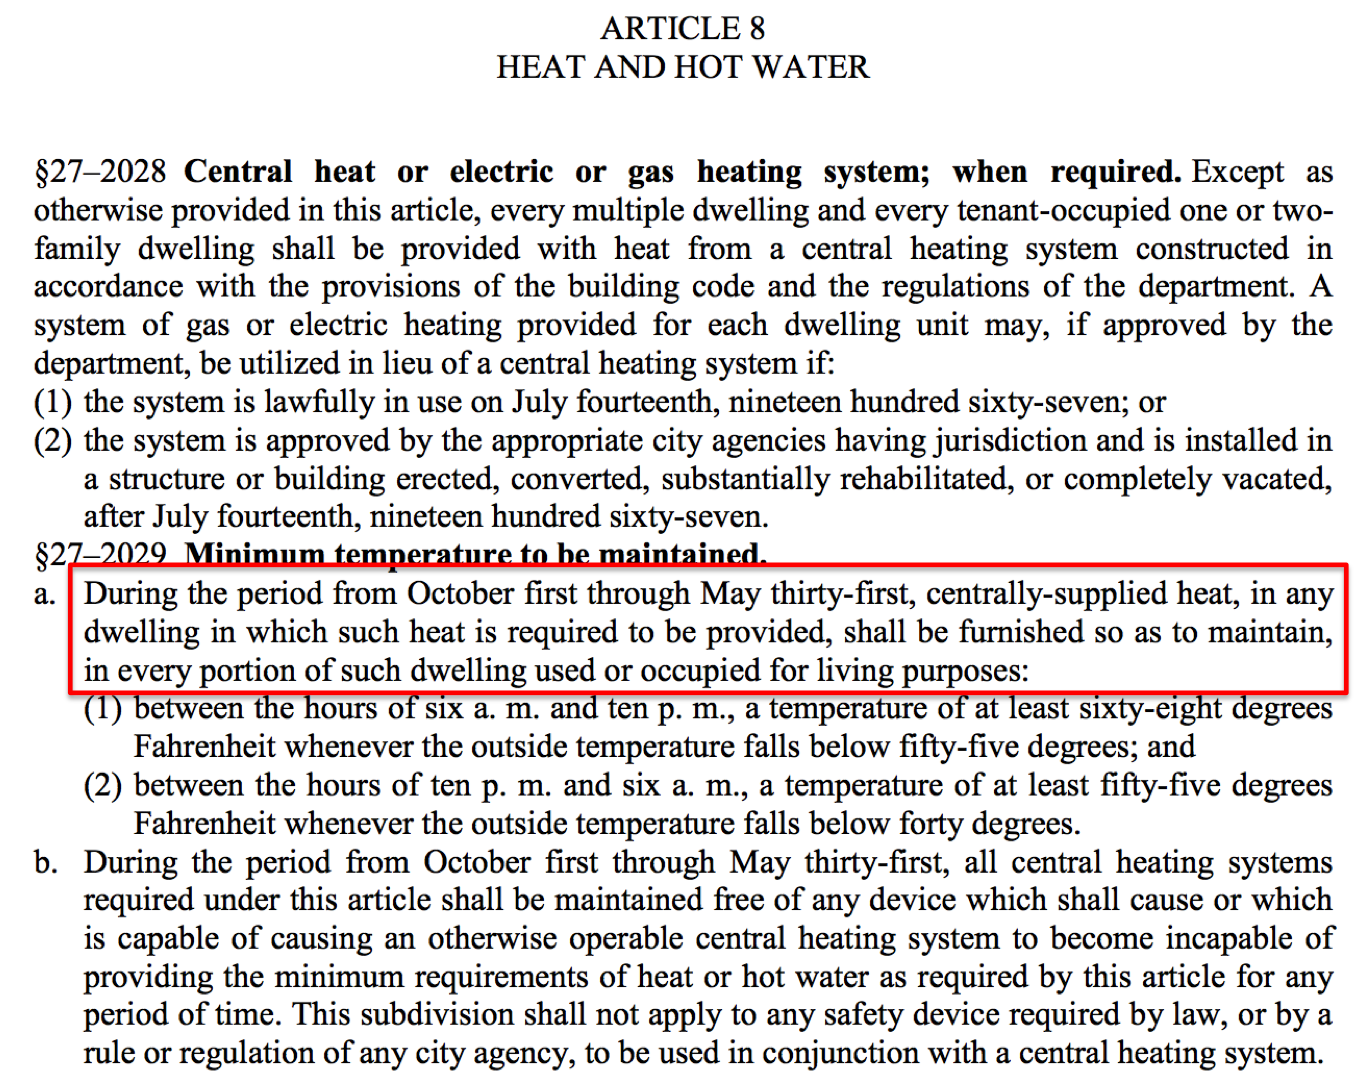 ARTICLE 8
HEAT AND HOT WATER
§27–2028 Central heat or electric or gas heating system; when required. Except as
otherwise provided in this article, every multiple dwelling and every tenant-occupied one or two-
family dwelling shall be provided with heat from a central heating system constructed in
accordance with the provisions of the building code and the regulations of the department. A
system of gas or electric heating provided for each dwelling unit may, if approved by the
department, be utilized in lieu of a central heating system if:
(1) the system is lawfully in use on July fourteenth, nineteen hundred sixty-seven; or
(2) the system is approved by the appropriate city agencies having jurisdiction and is installed in
a structure or building erected, converted, substantially rehabilitated, or completely vacated,
after July fourteenth, nineteen hundred sixty-seven.
§27–2029 Minimum temperature to be maintained.
a. During the period from October first through May thirty-first, centrally-supplied heat, in any
dwelling in which such heat is required to be provided, shall be furnished so as to maintain,
in every portion of such dwelling used or occupied for living purposes:
(1) between the hours of six a. m. and ten p. m., a temperature of at least sixty-eight degrees
Fahrenheit whenever the outside temperature falls below fifty-five degrees; and
(2) between the hours of ten p. m. and six a. m., a temperature of at least fifty-five degrees
Fahrenheit whenever the outside temperature falls below forty degrees.
b. During the period from October first through May thirty-first, all central heating systems
required under this article shall be maintained free of any device which shall cause or which
is capable of causing an otherwise operable central heating system to become incapable of
providing the minimum requirements of heat or hot water as required by this article for any
period of time. This subdivision shall not apply to any safety device required by law, or by a
rule or regulation of any city agency, to be used in conjunction with a central heating system.